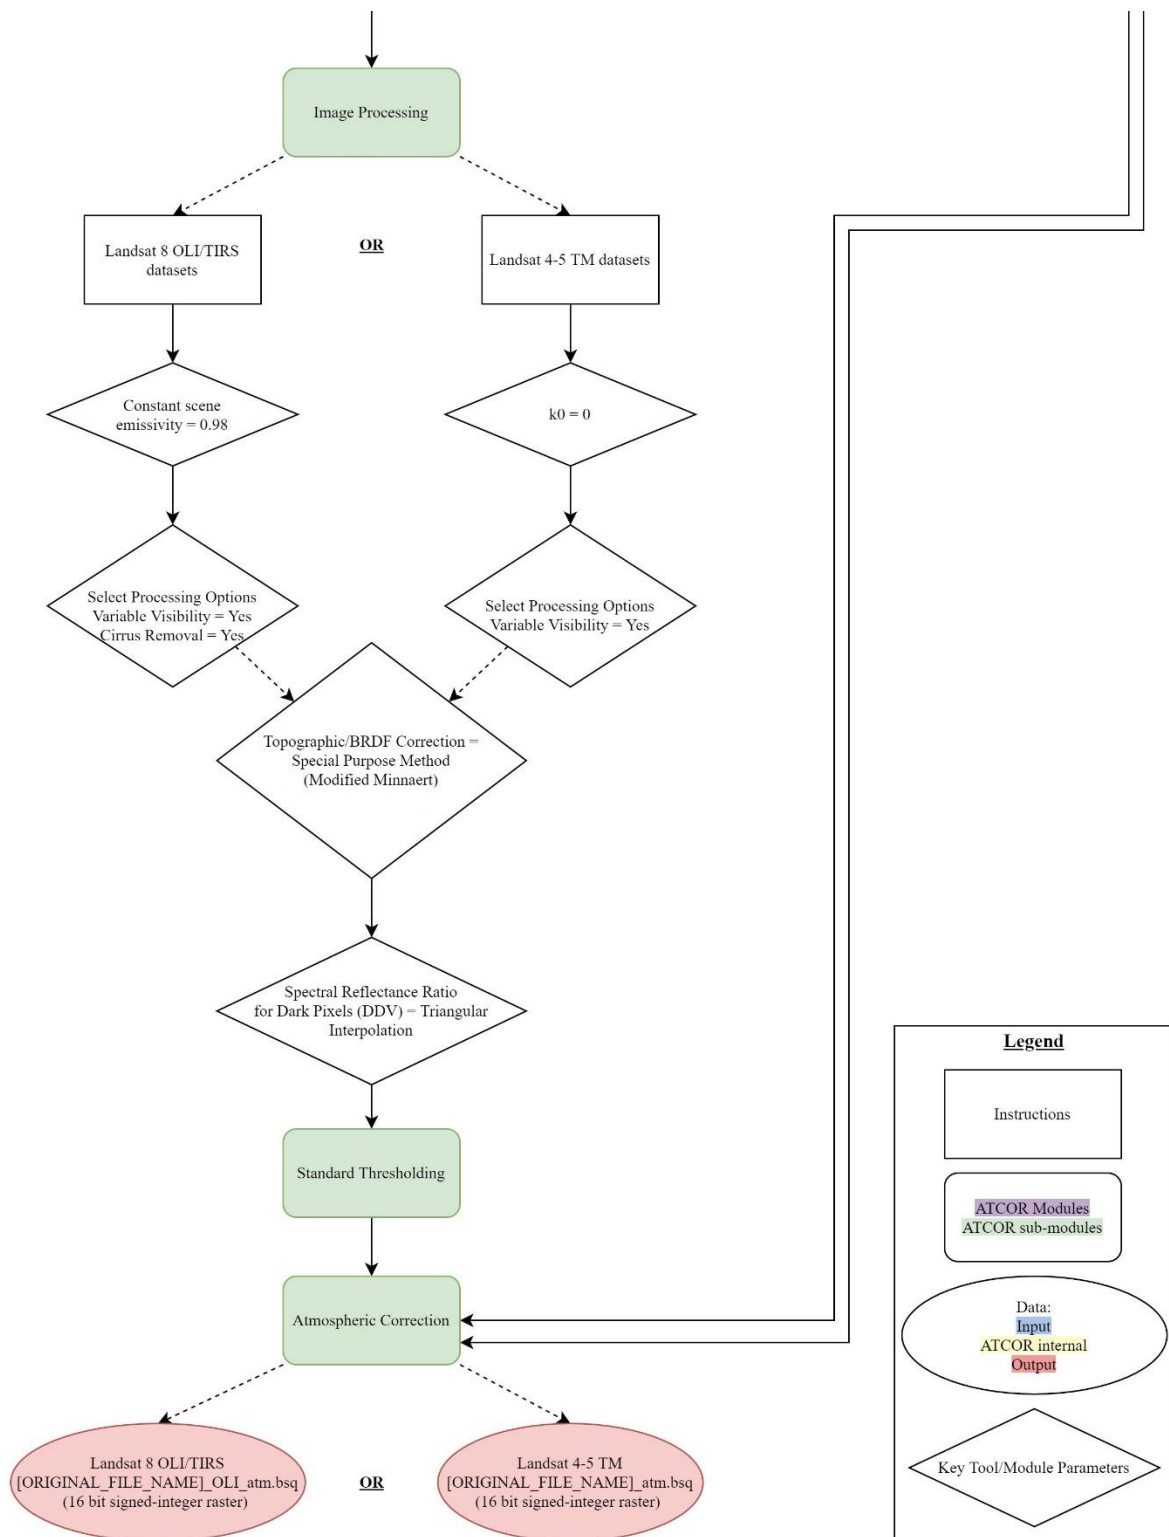 Image Processing
Landsat 8 OLI/TIRS
datasets
OR
Landsat 4-5 TM datasets
Constant scene
emissivity = 0.98
k0 = 0
Select Processing Options
Variable Visibility = Yes
Cirrus Removal = Yes
Select Processing Options
Variable Visibility = Yes
Topographic/BRDF Correction =
Special Purpose Method
(Modified Minnaert)
Spectral Reflectance Ratio
for Dark Pixels (DDV) = Triangular
Interpolation
Standard Thresholding
Atmospheric Correction
Landsat 8 OLI/TIRS
[ORIGINAL_FILE_NAME]_OLI_atm.bsq
(16 bit signed-integer raster)
OR
Landsat 4-5 TM
[ORIGINAL_FILE_NAME]_atm.bsq
(16 bit signed-integer raster)
Legend
Instructions
ATCOR Modules
ATCOR sub-modules
Data:
Input
ATCOR internal
Output
Key Tool/Module Parameters